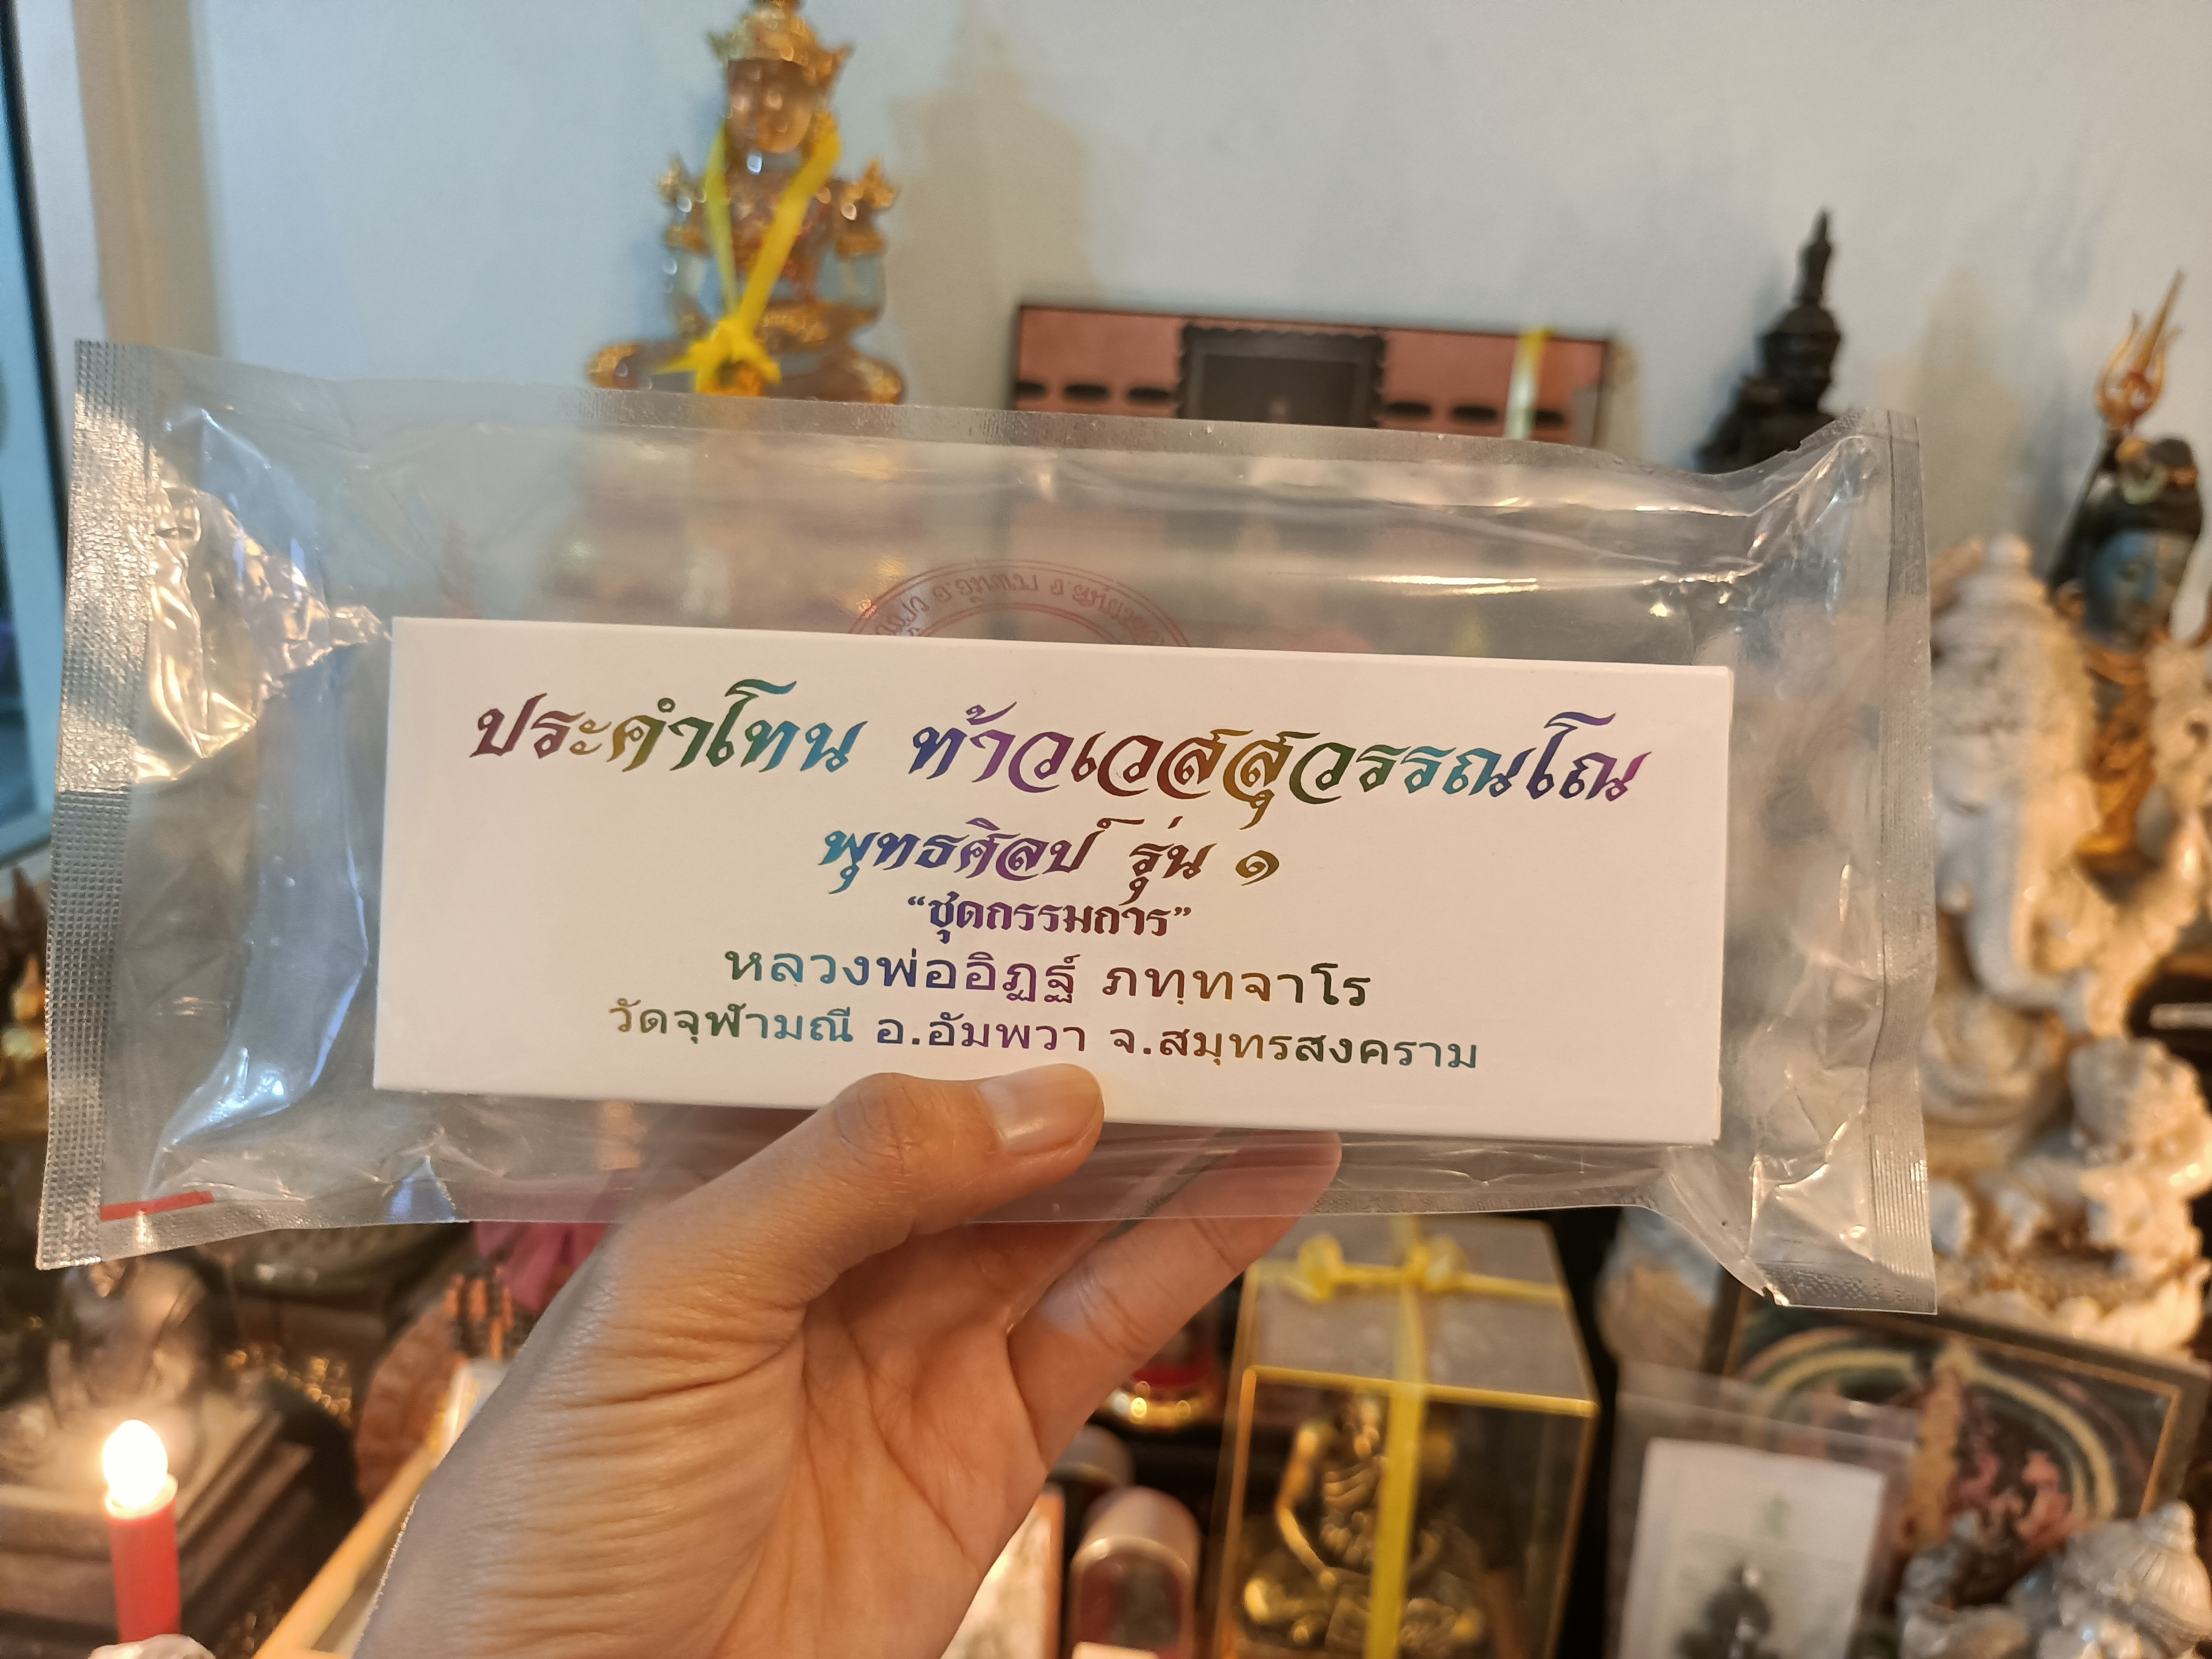 ประคำโทน ท้าวเวสสุวรรณโณ
พุทธศิลป์ รุ่น ๑
“ชุดกรรมการ”
หลวงพ่ออิฏฐ์ ภทฺทจาโร
วัดจุฬามณี อ.อัมพวา จ.สมุทรสงคราม